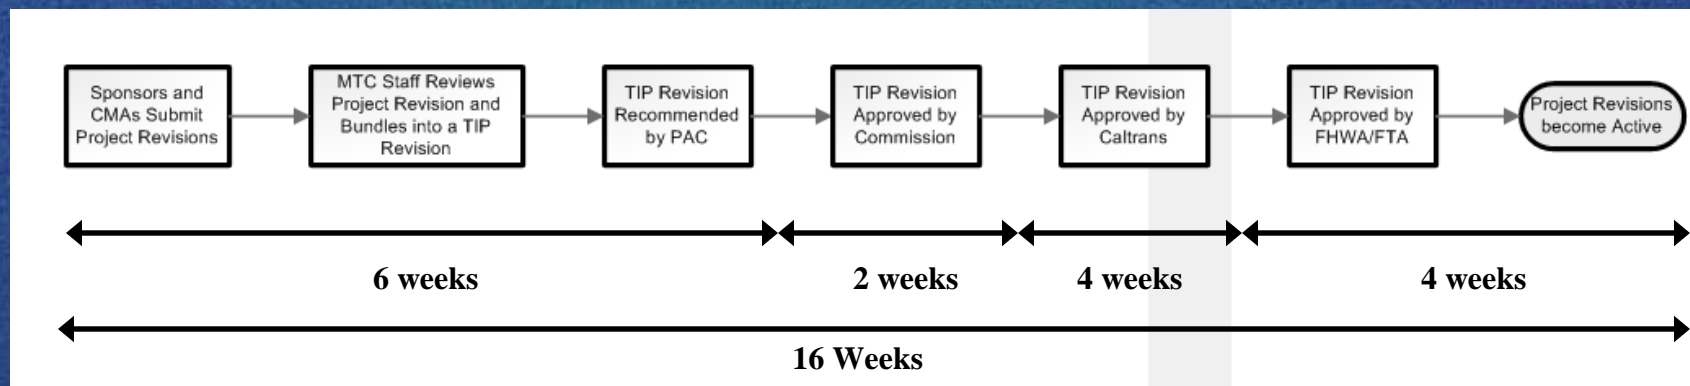 Sponsors and
CMAs Submit
Project Revisions
MTC Staff Reviews
Project Revision and
Bundles into a TIP
Revision
TIP Revision
Recommended
by PAC
TIP Revision
Approved by
Commission
TIP Revision
Approved by
Caltrans
TIP Revision
Approved by
FHWA/FTA
Project Revisions
become Active
6 weeks
2 weeks
4 weeks
4 weeks
16 Weeks